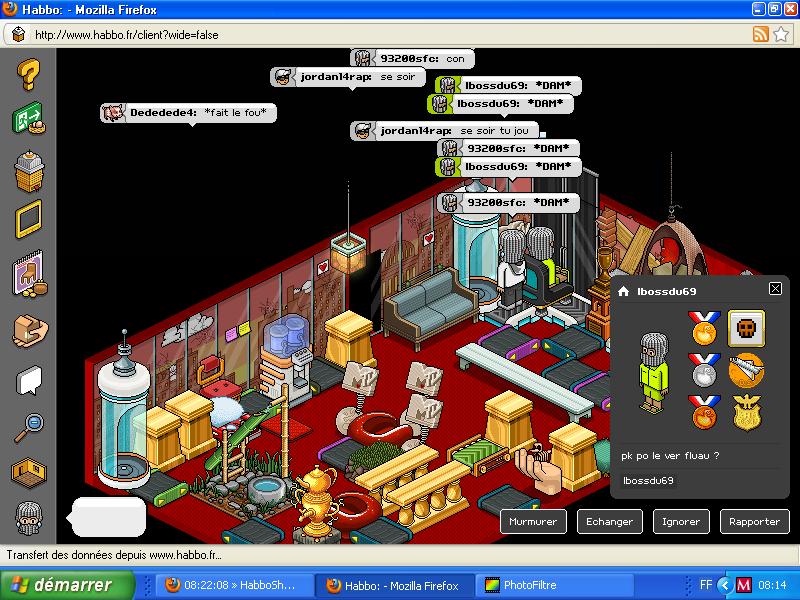 Habbo: - Mozilla Firefox
http://www.habbo.fr/client?wide=false
93200sfc: con
jordan14rap: se soir
lbossdu69: *DAM*
lbossdu69: *DAM*
Dededede4: *fait le fou*
jordan14rap: se soir tu jou
93200sfc: *DAM*
lbossdu69: *DAM*
93200sfc: *DAM*
lbossdu69
pk po le ver fluau ?
lbossdu69
Murmurer
Echanger
Ignorer
Rapporter
Transfert des données depuis www.habbo.fr...
démarrer
08:22:08 » HabboSh...
Habbo: - Mozilla Firefox
PhotoFiltre
FR
08:14